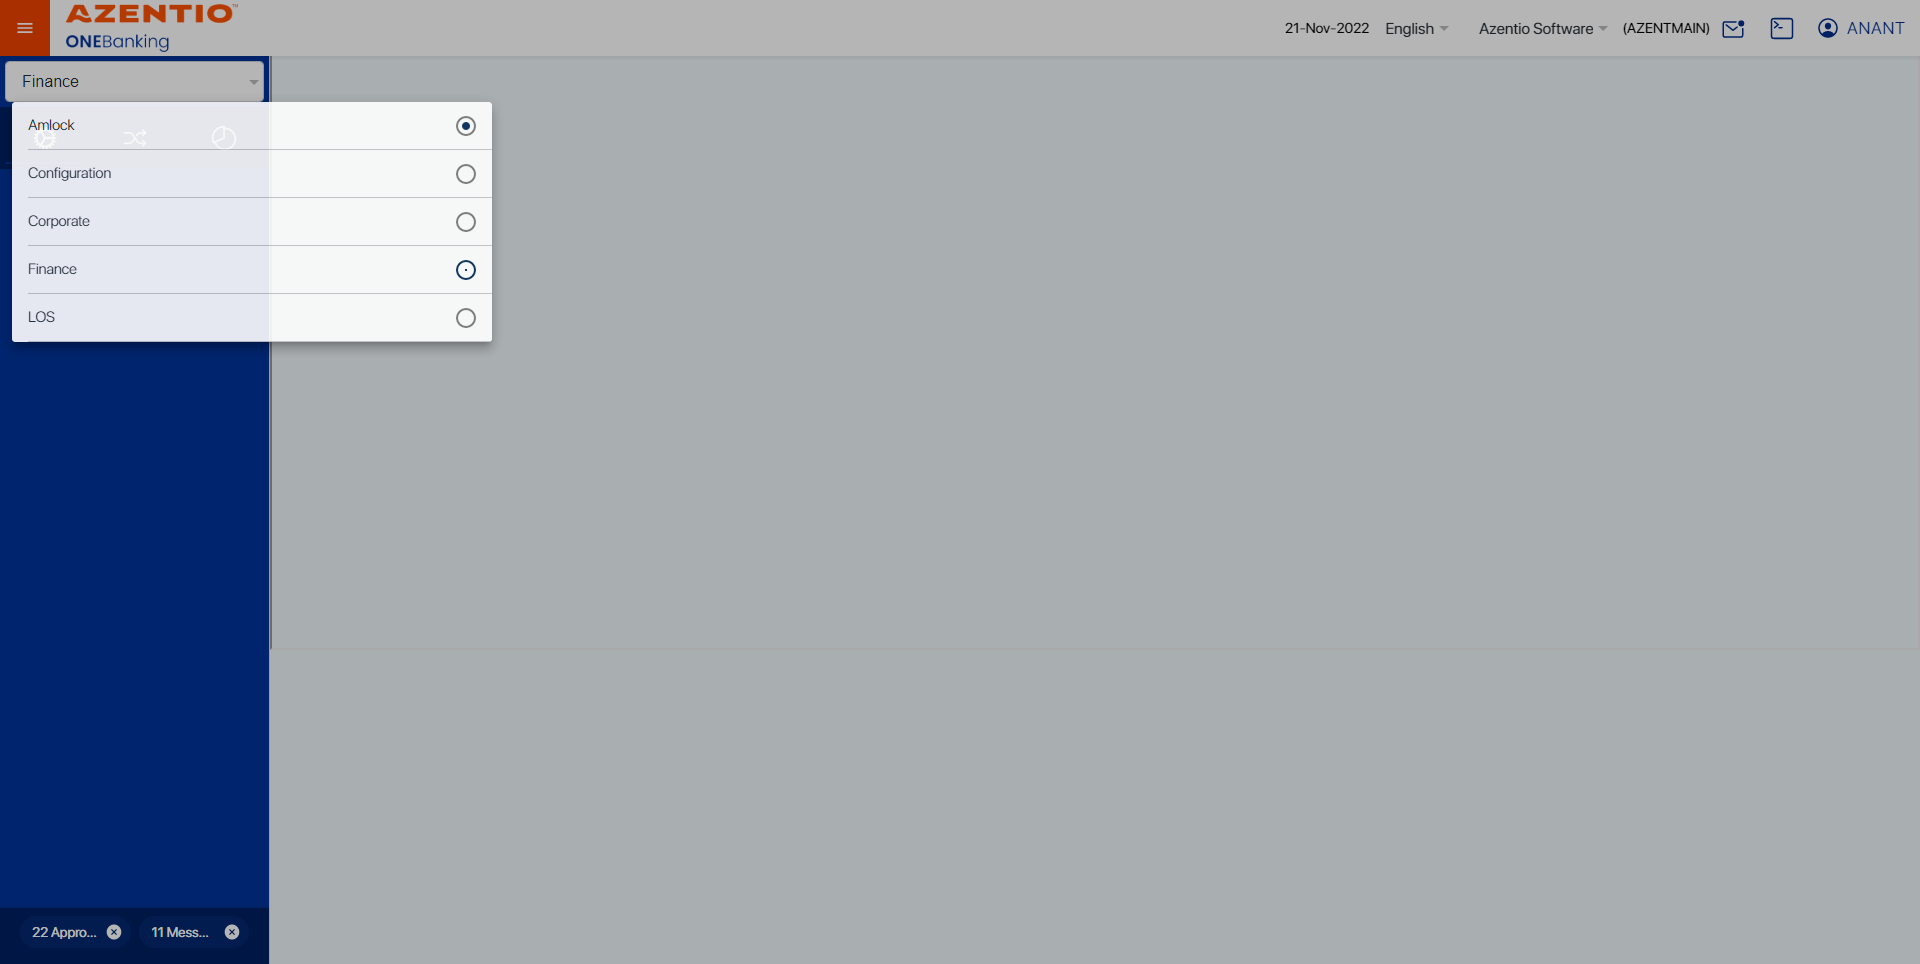 AZENTIO™
ONEBanking
21-Nov-2022 English Azentio Software (AZENTMAIN) ANANT
Finance
Amlock
Configuration
Corporate
Finance
LOS
22 Appro... 11 Mess...